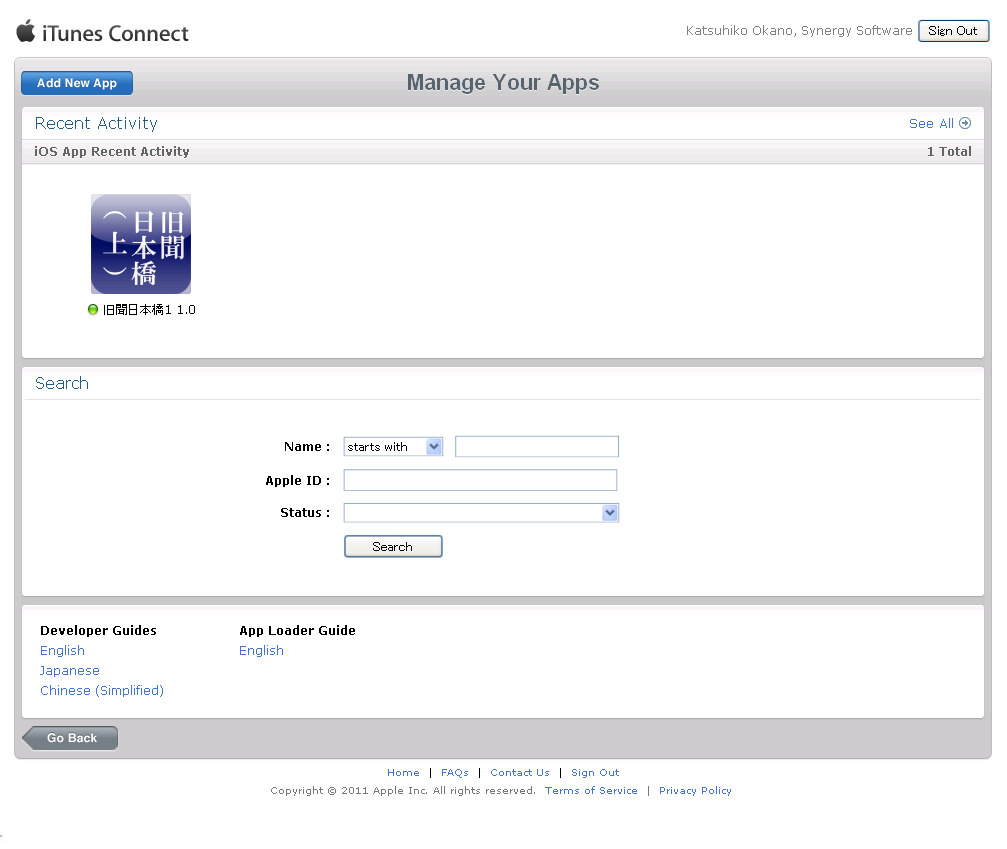 iTunes Connect
Katsuhiko Okano, Synergy Software
Sign Out
Add New App
Manage Your Apps
Recent Activity
See All
iOS App Recent Activity
1 Total
旧聞
日本橋
（上）
旧聞日本橋1 1.0
Search
Name :
starts with
Apple ID :
Status :
Search
Developer Guides
App Loader Guide
English
English
Japanese
Chinese (Simplified)
Go Back
Home | FAQs | Contact Us | Sign Out
Copyright © 2011 Apple Inc. All rights reserved. Terms of Service | Privacy Policy